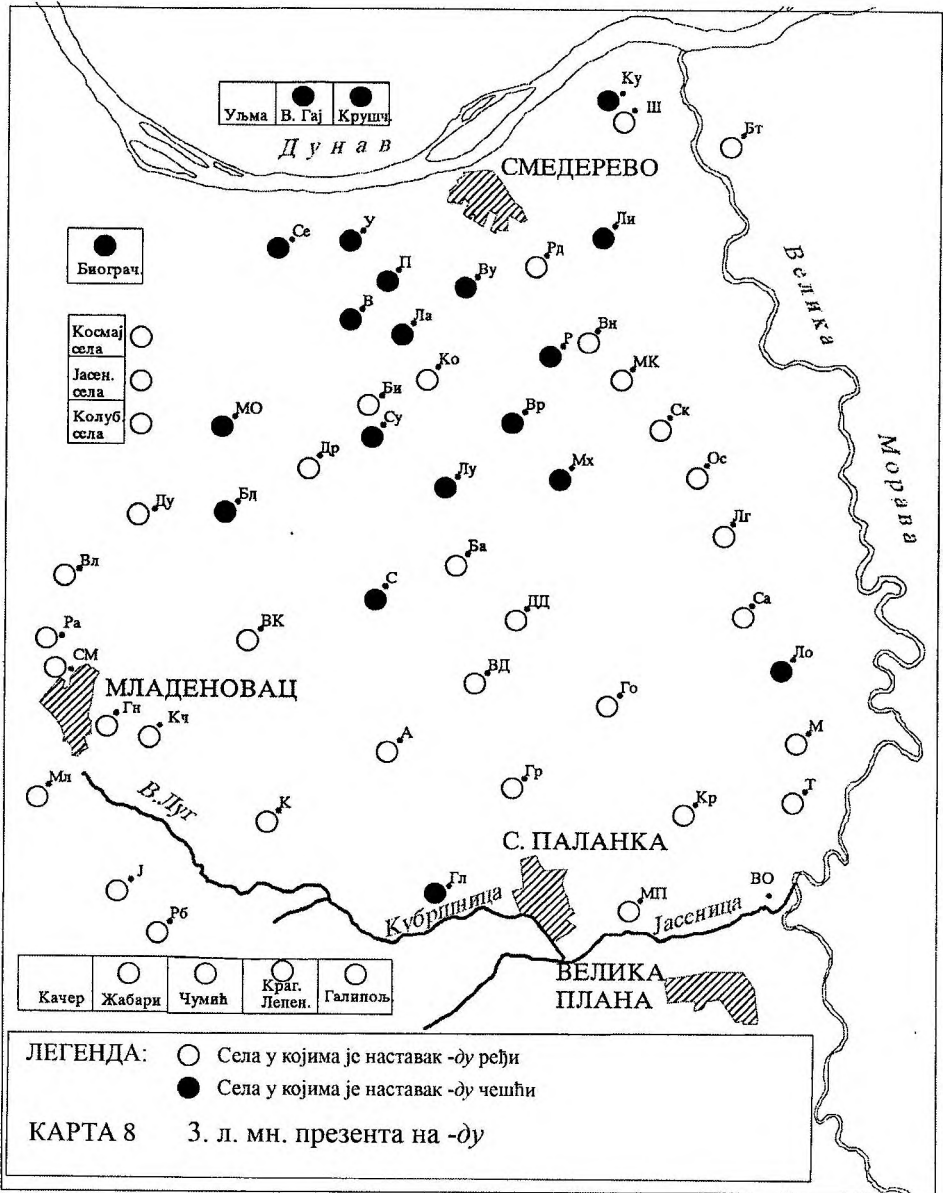 Ку
Ш
Уљма В. Гај Крушч.
Бт
Дунав
СМЕДЕРЕВО
Се
У
Ли
Рд
П
Ву
Биограч.
Велика
В
Ла
Космај
села
Р
Вн
Јасен.
села
Ко
МК
Би
Колуб.
села
МО
Су
Вр
Ск
Морава
Др
Лу
Мх
Ос
Ду
Бд
Лг
Ба
Вл
С
ДД
Са
Ра
ВК
СМ
ВД
Ло
МЛАДЕНОВАЦ
Го
Гн
Кч
А
М
Мл
В.Луг
К
Гр
Кр
Т
С. ПАЛАНКА
Ј
Гл
МП
ВО
Рб
Кубршница
Јасеница
Качер Жабари Чумић Краг. Лепен. Галипољ.
ВЕЛИКА
ПЛАНА
ЛЕГЕНДА: Села у којима је наставак -ду ређи
Села у којима је наставак -ду чешћи
КАРТА 8 3. л. мн. презента на -ду